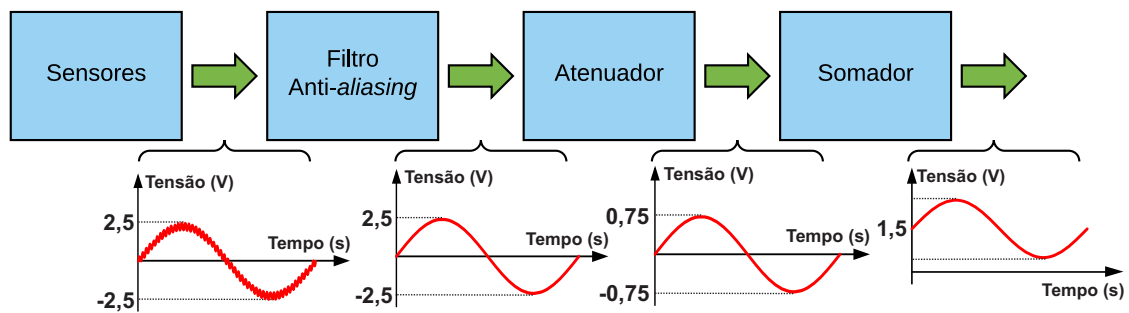 Sensores
Filtro
Anti-aliasing
Atenuador
Somador
Tensão (V)
2,5
Tempo (s)
-2,5
Tensão (V)
2,5
Tempo (s)
-2,5
Tensão (V)
0,75
Tempo (s)
-0,75
Tensão (V)
1,5
Tempo (s)